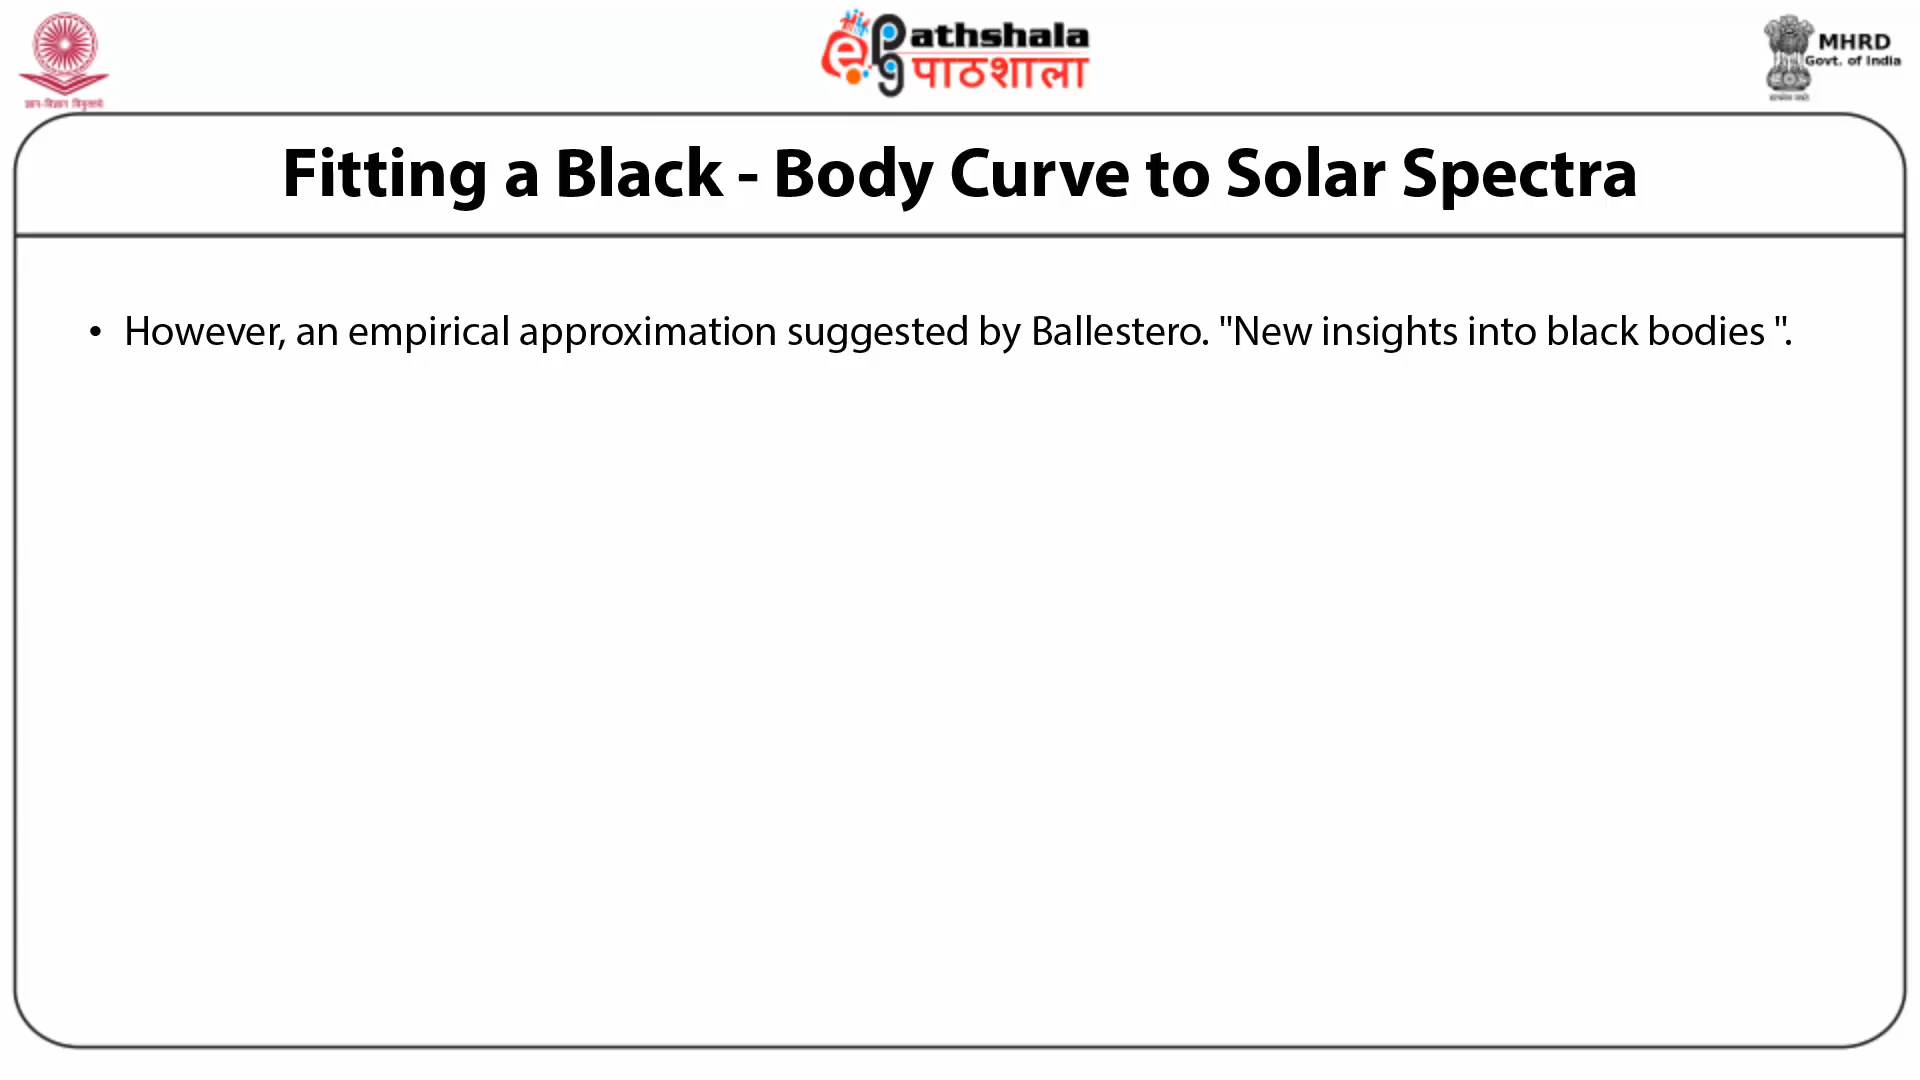 athshala
पाठशाला
MHRD
Govt. of India
ज्ञान-विज्ञान विमुक्तये
Fitting a Black - Body Curve to Solar Spectra
• However, an empirical approximation suggested by Ballestero. "New insights into black bodies ".